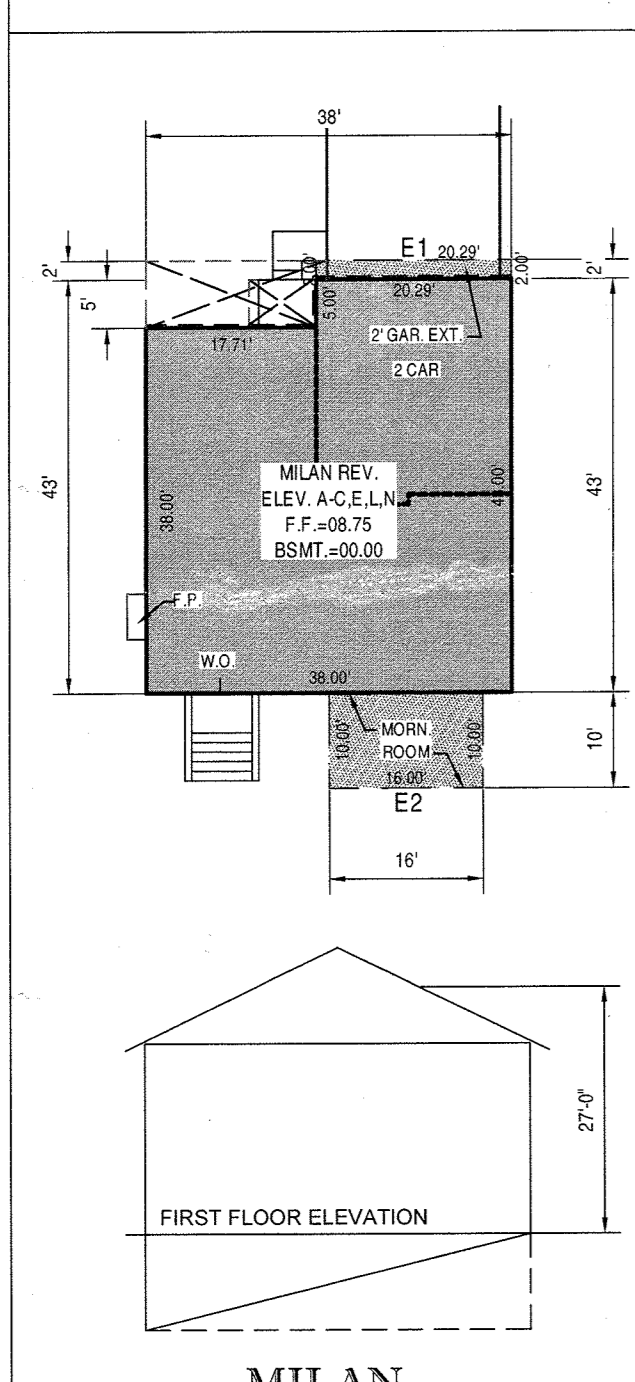 38'
E1
20.29'
2'
5'
2.00'
2'
5.00'
20.29'
2' GAR. EXT.
17.71'
2 CAR
43'
43'
38.00'
MILAN REV.
ELEV. A-C,E,L,N
F.F.=08.75
BSMT.=00.00
F.P.
W.O.
38.00'
10.00'
MORN.
ROOM
10.00'
10'
16.00'
E2
16'
27'-0"
FIRST FLOOR ELEVATION
MILAN